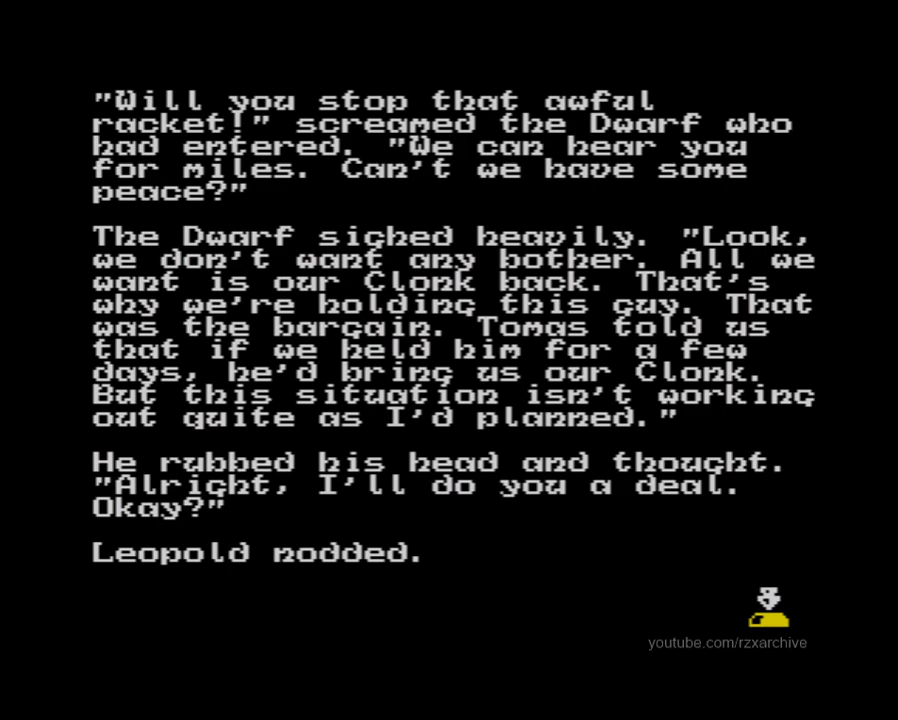 "Will you stop that awful
racket!" screamed the Dwarf who
had entered. "We can hear you
for miles. Can't we have some
peace?"
The Dwarf sighed heavily. "Look,
we don't want any bother. All we
want is our Clonk back. That's
why we're holding this guy. That
was the bargain. Tomas told us
that if we held him for a few
days, he'd bring us our Clonk.
But this situation isn't working
out quite as I'd planned."
He rubbed his head and thought.
"Alright, I'll do you a deal.
Okay?"
Leopold nodded.
youtube.com/rzxarchive